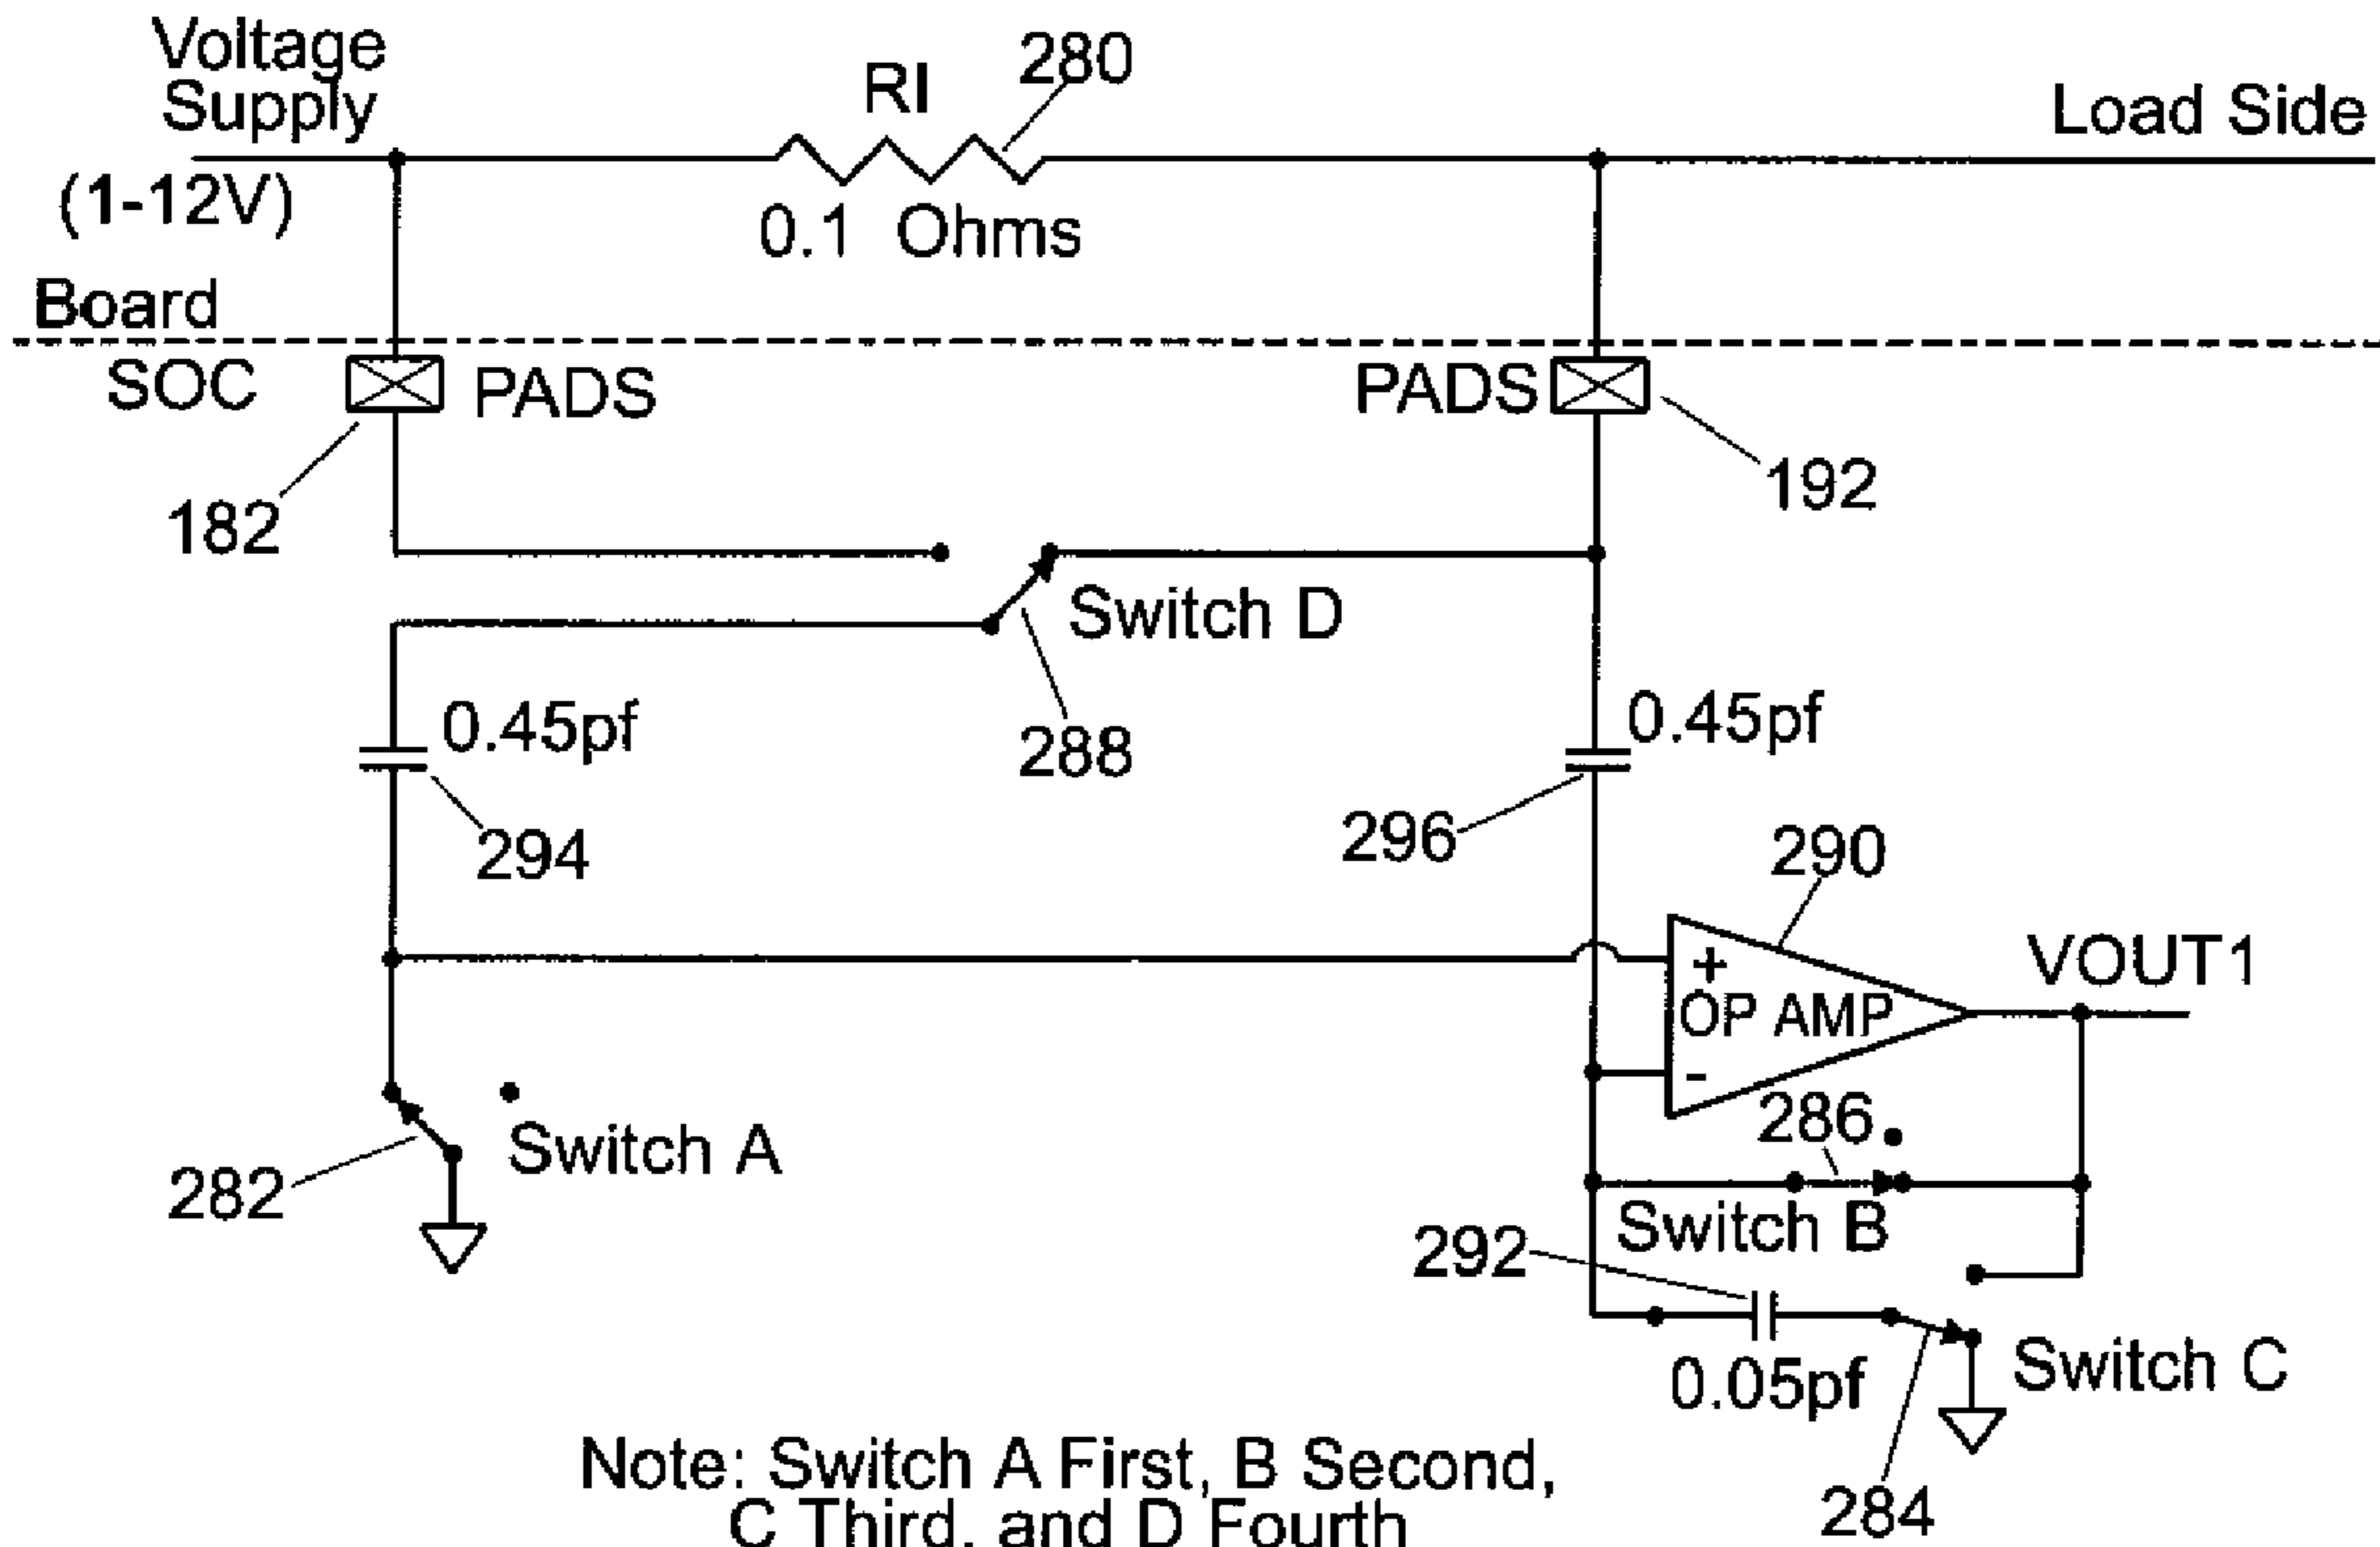 Voltage
Supply
(1-12V)
RI
280
0.1 Ohms
Load Side
Board
SOC
PADS
182
PADS
192
Switch D
288
0.45pf
294
0.45pf
296
290
+
OP AMP
-
VOUT1
282
Switch A
286
Switch B
292
0.05pf
Switch C
284
Note: Switch A First, B Second,
C Third, and D Fourth